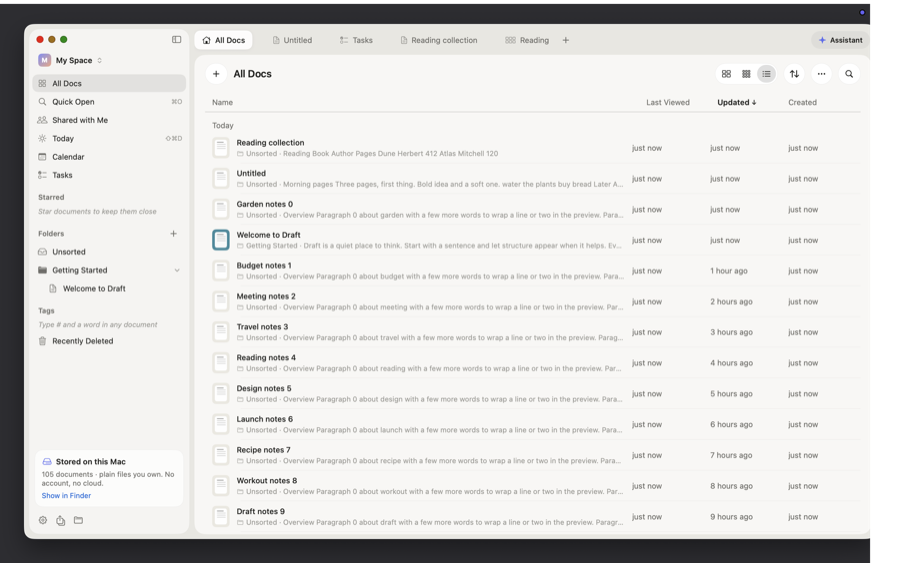 All Docs
Untitled
Tasks
Reading collection
Reading
Assistant
M My Space
All Docs
Quick Open ⌘O
Shared with Me
Today ⇧⌘D
Calendar
Tasks
Starred
Star documents to keep them close
Folders
Unsorted
Getting Started
Welcome to Draft
Tags
Type # and a word in any document
Recently Deleted
Stored on this Mac
105 documents · plain files you own. No
account, no cloud.
Show in Finder
All Docs
Name Last Viewed Updated ↓ Created
Today
Reading collection
Unsorted · Reading Book Author Pages Dune Herbert 412 Atlas Mitchell 120
just now just now just now
Untitled
Unsorted · Morning pages Three pages, first thing. Bold idea and a soft one. water the plants buy bread Later A...
just now just now just now
Garden notes 0
Unsorted · Overview Paragraph 0 about garden with a few more words to wrap a line or two in the preview. Para...
just now just now just now
Welcome to Draft
Getting Started · Draft is a quiet place to think. Start with a sentence and let structure appear when it helps. Ev...
just now just now just now
Budget notes 1
Unsorted · Overview Paragraph 0 about budget with a few more words to wrap a line or two in the preview. Para...
just now 1 hour ago just now
Meeting notes 2
Unsorted · Overview Paragraph 0 about meeting with a few more words to wrap a line or two in the preview. Par...
just now 2 hours ago just now
Travel notes 3
Unsorted · Overview Paragraph 0 about travel with a few more words to wrap a line or two in the preview. Parag...
just now 3 hours ago just now
Reading notes 4
Unsorted · Overview Paragraph 0 about reading with a few more words to wrap a line or two in the preview. Par...
just now 4 hours ago just now
Design notes 5
Unsorted · Overview Paragraph 0 about design with a few more words to wrap a line or two in the preview. Para...
just now 5 hours ago just now
Launch notes 6
Unsorted · Overview Paragraph 0 about launch with a few more words to wrap a line or two in the preview. Para...
just now 6 hours ago just now
Recipe notes 7
Unsorted · Overview Paragraph 0 about recipe with a few more words to wrap a line or two in the preview. Para...
just now 7 hours ago just now
Workout notes 8
Unsorted · Overview Paragraph 0 about workout with a few more words to wrap a line or two in the preview. Par...
just now 8 hours ago just now
Draft notes 9
Unsorted · Overview Paragraph 0 about draft with a few more words to wrap a line or two in the preview. Paragr...
just now 9 hours ago just now